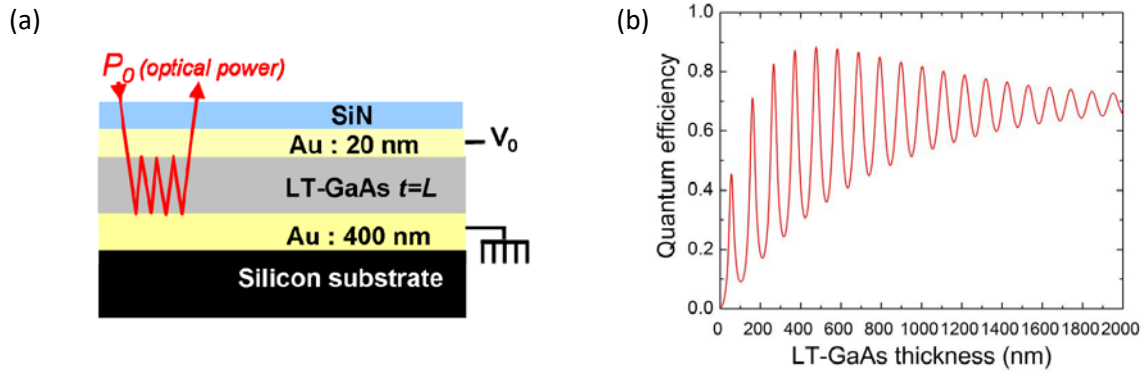 (a)
P0 (optical power)
SiN
Au : 20 nm
V0
LT-GaAs t=L
Au : 400 nm
Silicon substrate
(b)
Quantum efficiency
1.0
0.8
0.6
0.4
0.2
0.0
0 200 400 600 800 1000 1200 1400 1600 1800 2000
LT-GaAs thickness (nm)